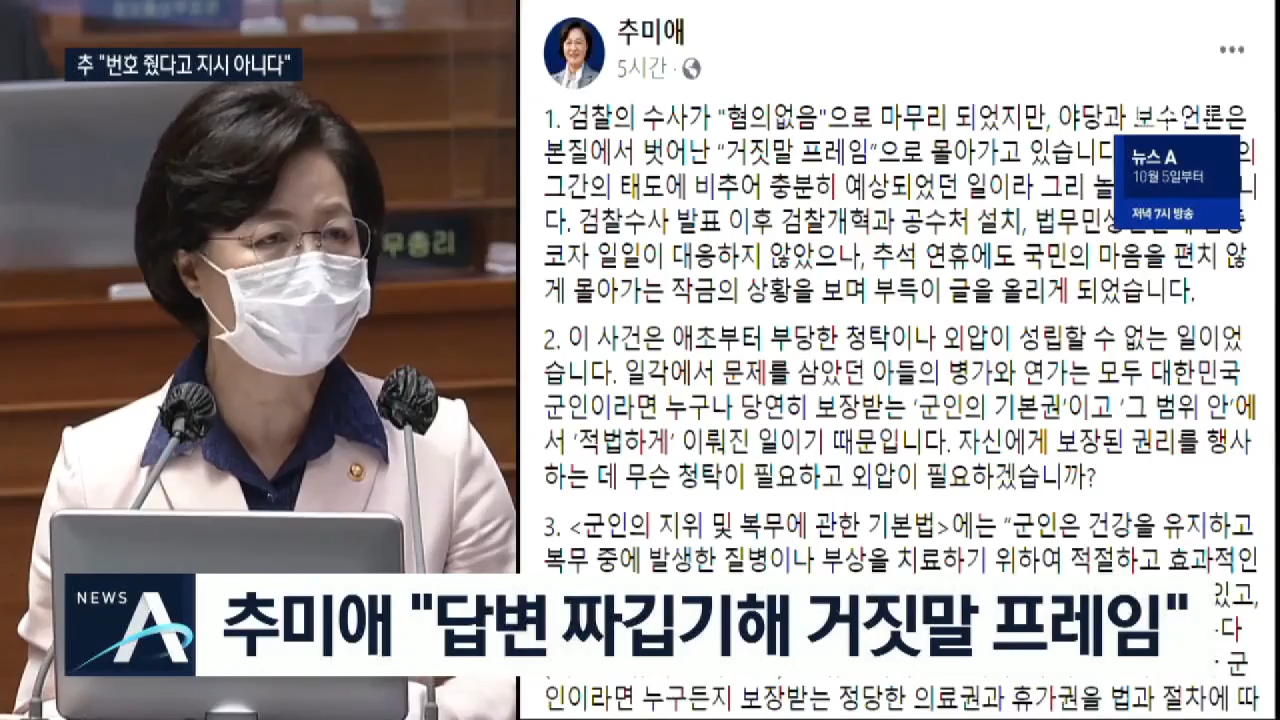 추 "번호 줬다고 지시 아니다"
무총리
추미애
5시간
1. 검찰의 수사가 "혐의없음"으로 마무리 되었지만, 야당과 보수언론은
본질에서 벗어난 "거짓말 프레임"으로 몰아가고 있습니다
그간의 태도에 비추어 충분히 예상되었던 일이라 그리 놀
다. 검찰수사 발표 이후 검찰개혁과 공수처 설치, 법무민생
코자 일일이 대응하지 않았으나, 추석 연휴에도 국민의 마음을 편치 않
게 몰아가는 작금의 상황을 보며 부득이 글을 올리게 되었습니다.
뉴스 A
10월 5일부터
저녁 7시 방송
2. 이 사건은 애초부터 부당한 청탁이나 외압이 성립할 수 없는 일이었
습니다. 일각에서 문제를 삼았던 아들의 병가와 연가는 모두 대한민국
군인이라면 누구나 당연히 보장받는 '군인의 기본권'이고 '그 범위 안'에
서 '적법하게' 이뤄진 일이기 때문입니다. 자신에게 보장된 권리를 행사
하는 데 무슨 청탁이 필요하고 외압이 필요하겠습니까?
3. <군인의 지위 및 복무에 관한 기본법>에는 "군인은 건강을 유지하고
복무 중에 발생한 질병이나 부상을 치료하기 위하여 적절하고 효과적인
있고,
다
군
인이라면 누구든지 보장받는 정당한 의료권과 휴가권을 법과 절차에 따
NEWS A
추미애 "답변 짜깁기해 거짓말 프레임"